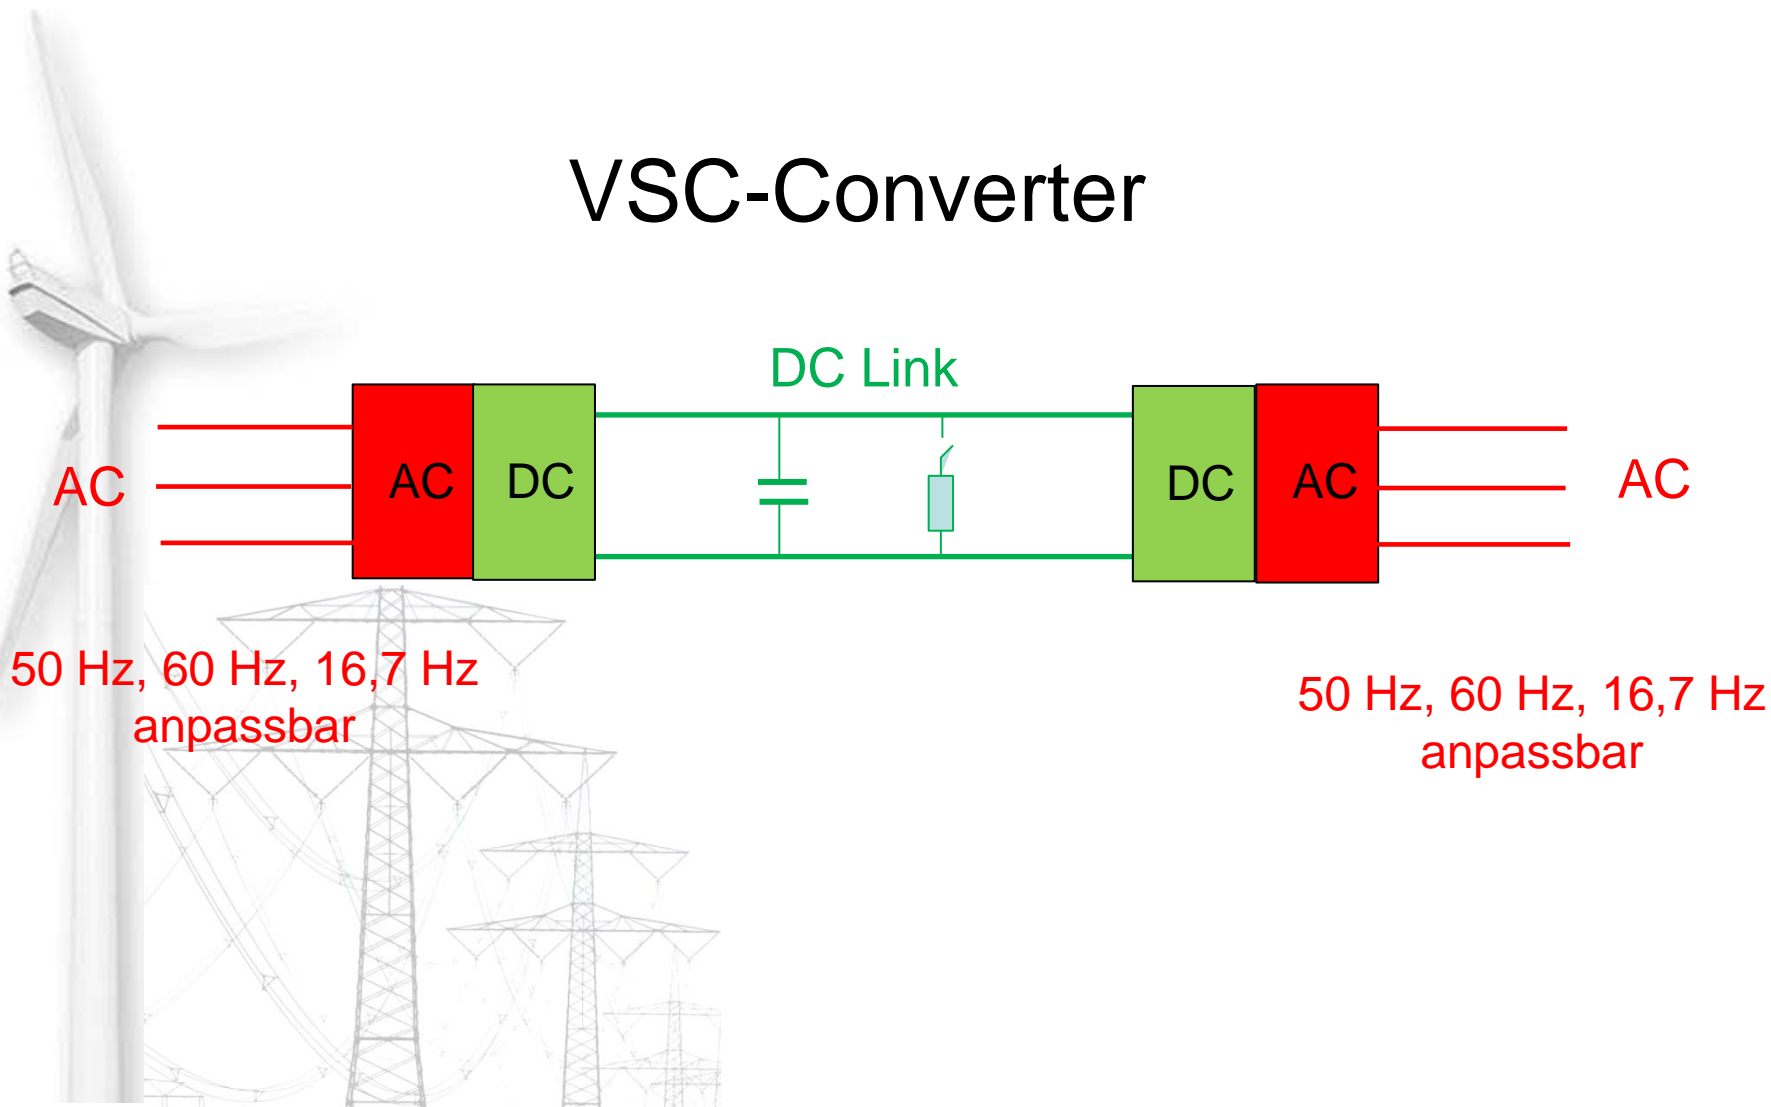 VSC-Converter
DC Link
AC
AC
DC
DC
AC
AC
50 Hz, 60 Hz, 16,7 Hz
anpassbar
50 Hz, 60 Hz, 16,7 Hz
anpassbar